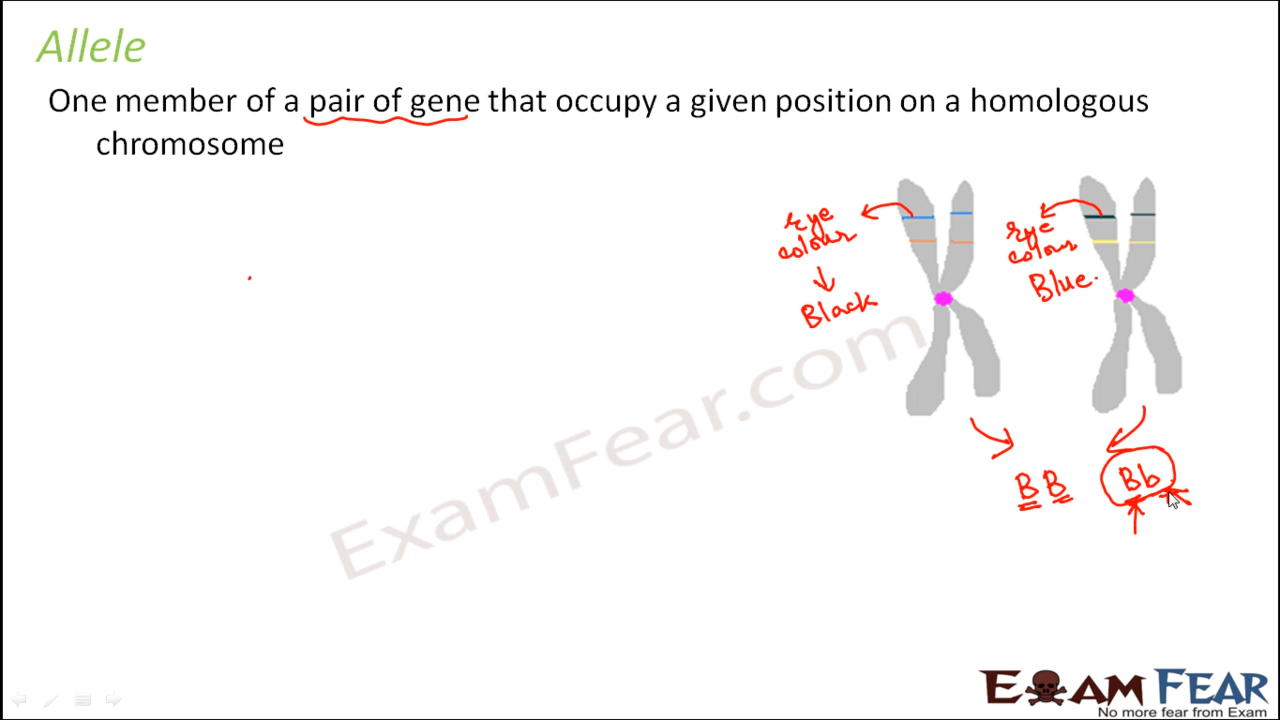 Allele
One member of a pair of gene that occupy a given position on a homologous
chromosome
Eye
colour
Black
Eye
colour
Blue.
B B
Bb
ExamFear.com
EXAM FEAR
No more fear from Exam